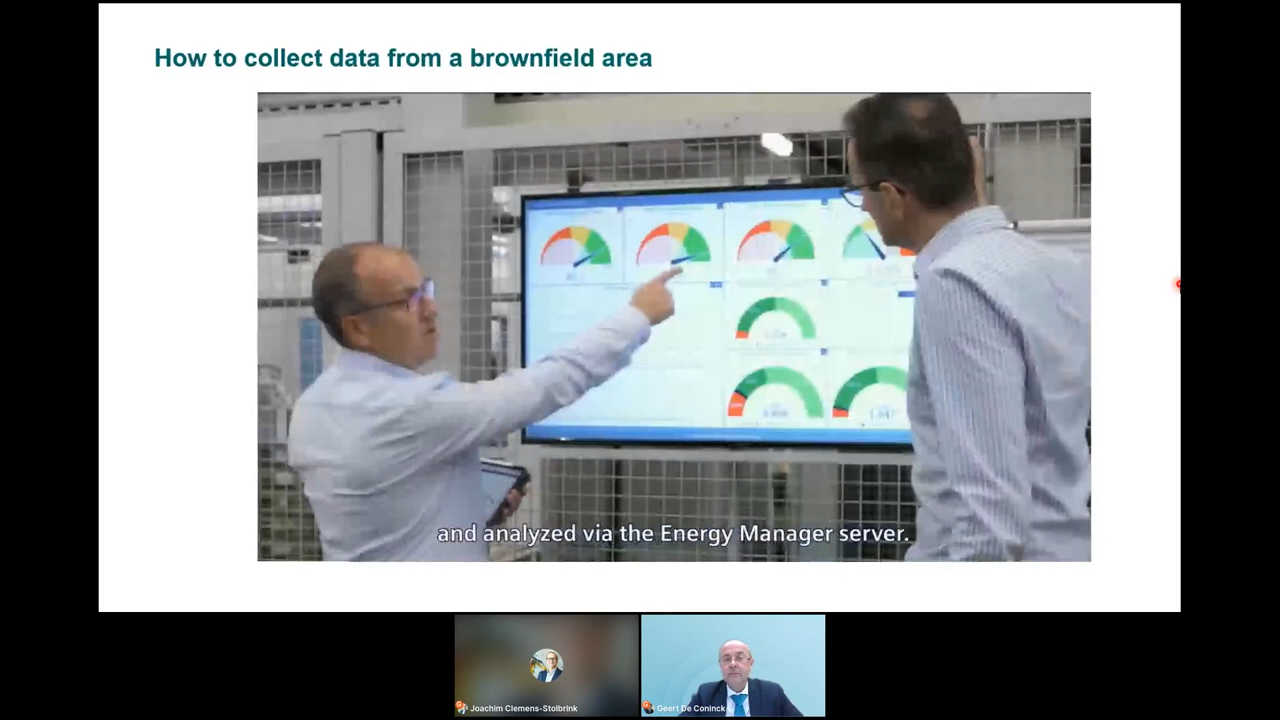 How to collect data from a brownfield area
and analyzed via the Energy Manager server.
Joachim Clemens-Stolbrink
Geert De Coninck